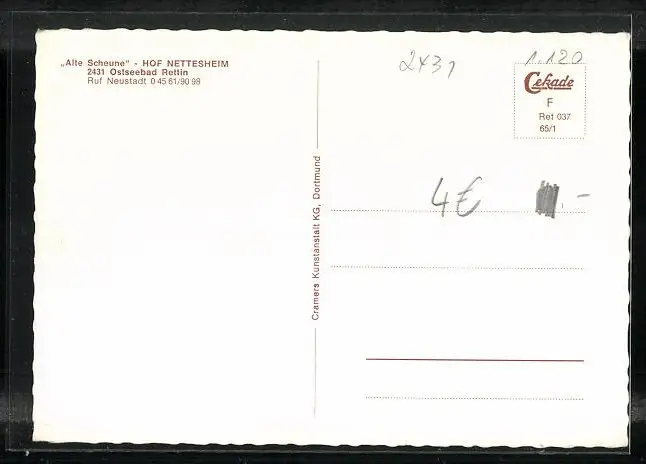 „Alte Scheune" - HOF NETTESHEIM
2431 Ostseebad Rettin
Ruf Neustadt 0 45 61/90 98
2431
1.120
Cekade
F
Ret 037
65/1
4€
.-
Cramers Kunstanstalt KG, Dortmund